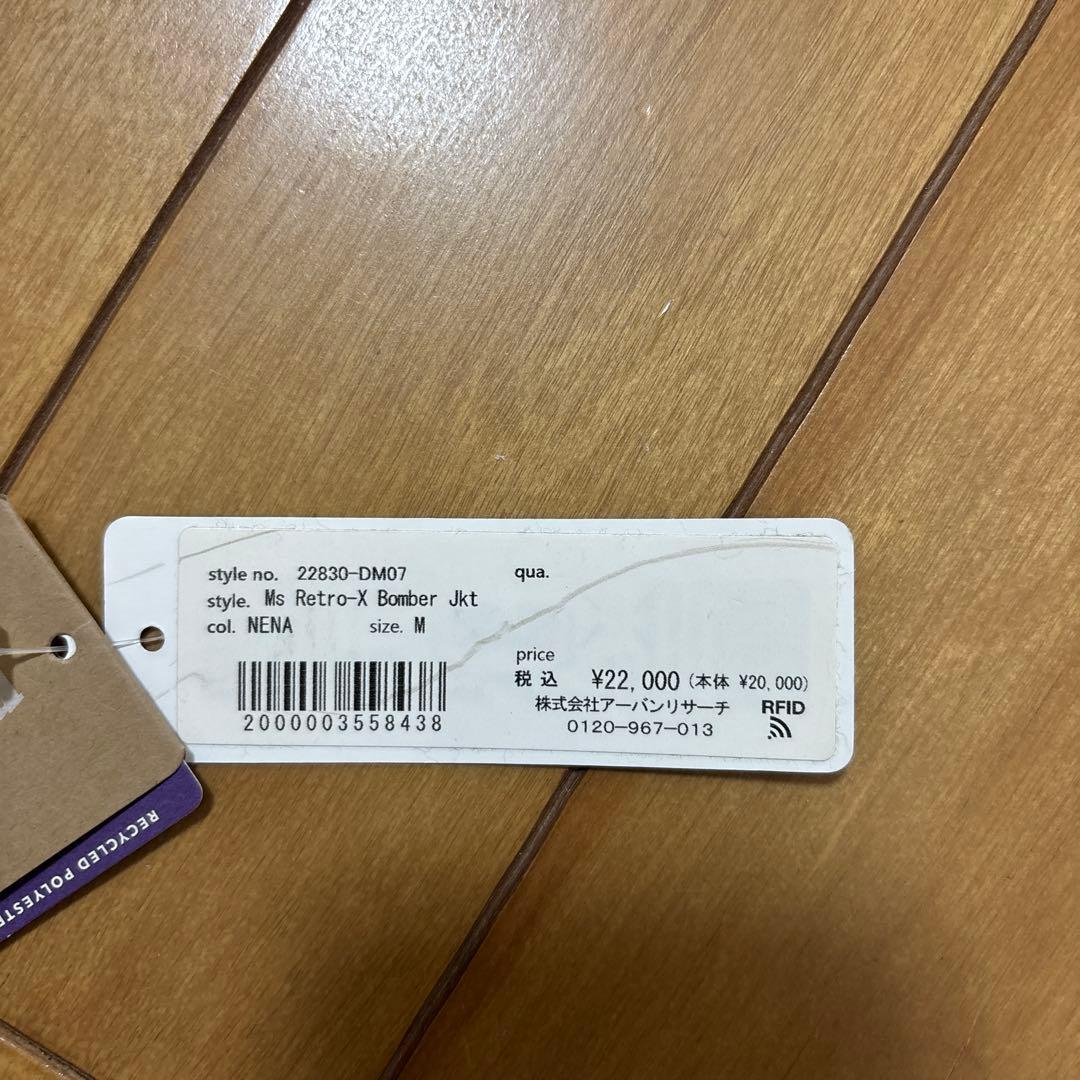 style no. 22830-DM07
qua.
style. Ms Retro-X Bomber Jkt
col. NENA size. M
price
税込 ¥22,000(本体 ¥20,000)
株式会社アーバンリサーチ
RFID
2000003558438
0120-967-013
RECYCLED POLYESTE